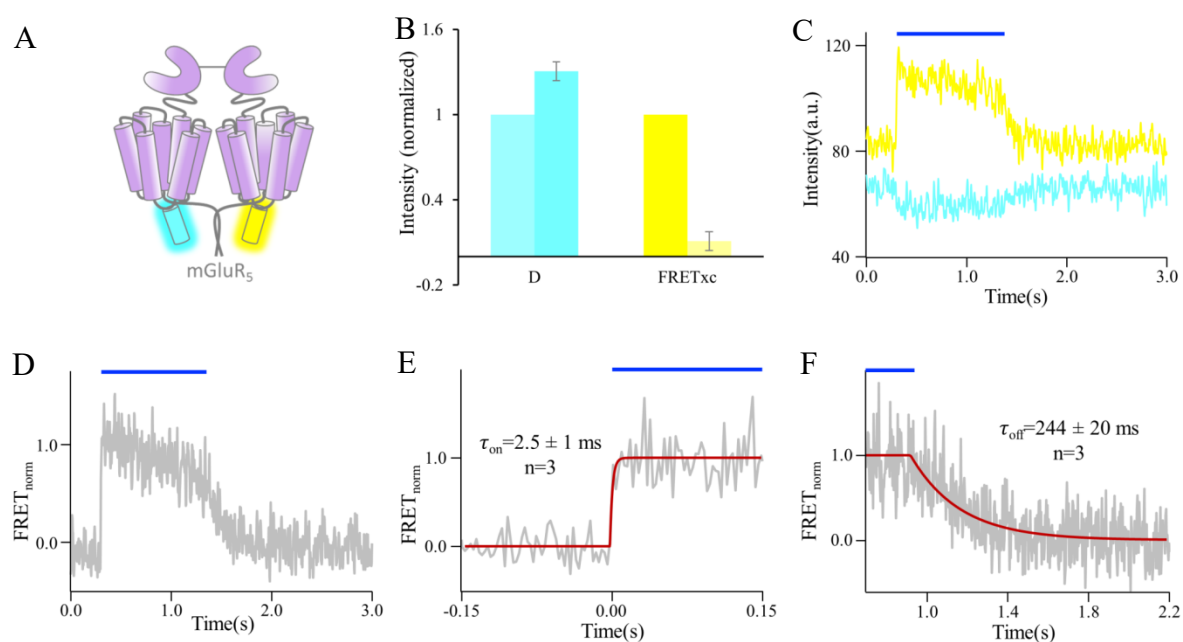 A
mGluR5
B
1.6
1
0.4
-0.2
Intensity (normalized)
D
FRETxc
C
120
80
40
Intensity(a.u.)
0.0 1.0 2.0 3.0
Time(s)
D
1.0
0.0
FRETnorm
0.0 1.0 2.0 3.0
Time(s)
E
τon=2.5 ± 1 ms
n=3
1.0
0.0
FRETnorm
-0.15 0.00 0.15
Time(s)
F
τoff=244 ± 20 ms
n=3
1.0
0.0
FRETnorm
1.0 1.4 1.8 2.2
Time(s)